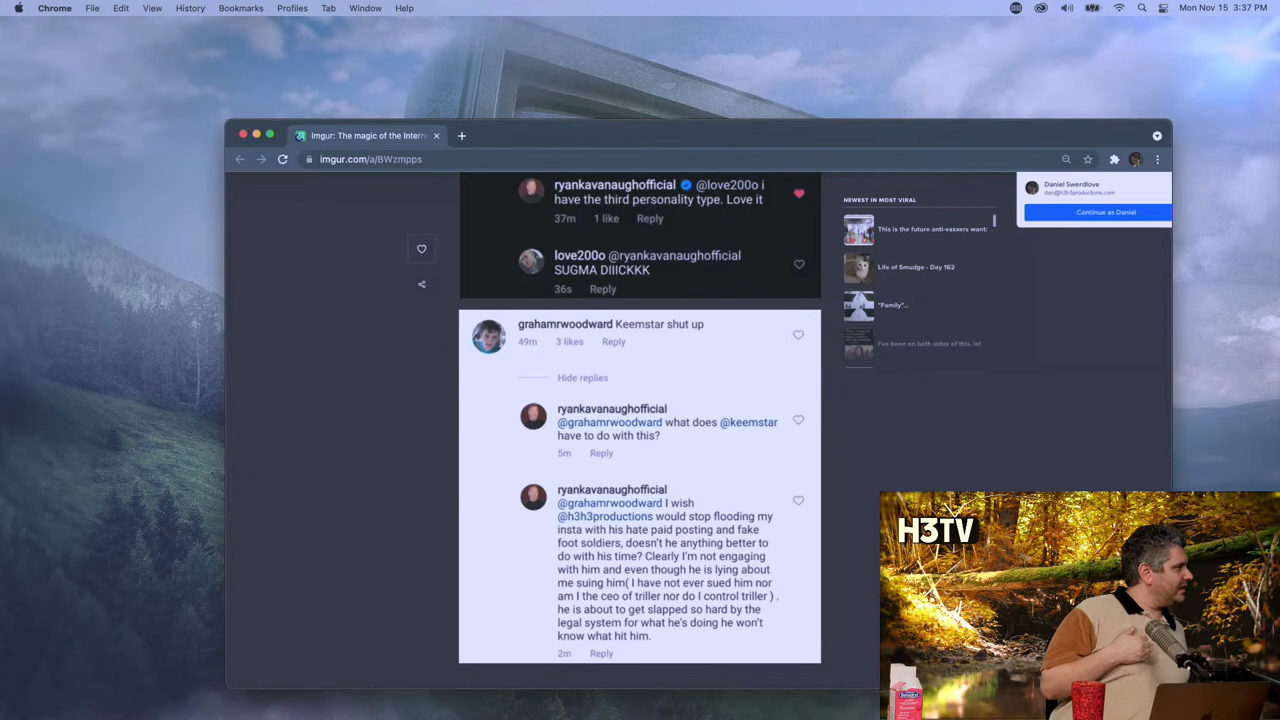 Chrome File Edit View History Bookmarks Profiles Tab Window Help
Mon Nov 15 3:37 PM
Imgur: The magic of the Intern
imgur.com/a/BWzmpps
ryankavanaughofficial @love200o i
have the third personality type. Love it
37m 1 like Reply
love200o @ryankavanaughofficial
SUGMA DIIICKKK
36s Reply
grahamrwoodward Keemstar shut up
49m 3 likes Reply
Hide replies
ryankavanaughofficial
@grahamrwoodward what does @keemstar
have to do with this?
5m Reply
ryankavanaughofficial
@grahamrwoodward I wish
@h3h3productions would stop flooding my
insta with his hate paid posting and fake
foot soldiers, doesn't he anything better to
do with his time? Clearly I'm not engaging
with him and even though he is lying about
me suing him( I have not ever sued him nor
am I the ceo of triller nor do I control triller ) .
he is about to get slapped so hard by the
legal system for what he's doing he won't
know what hit him.
2m Reply
NEWEST IN MOST VIRAL
This is the future anti-vaxxers want:
Life of Smudge - Day 162
"Family"...
I've been on both sides of this, lol
Daniel Swerdlove
dan@h3h3productions.com
Continue as Daniel
H3TV
Benadryl